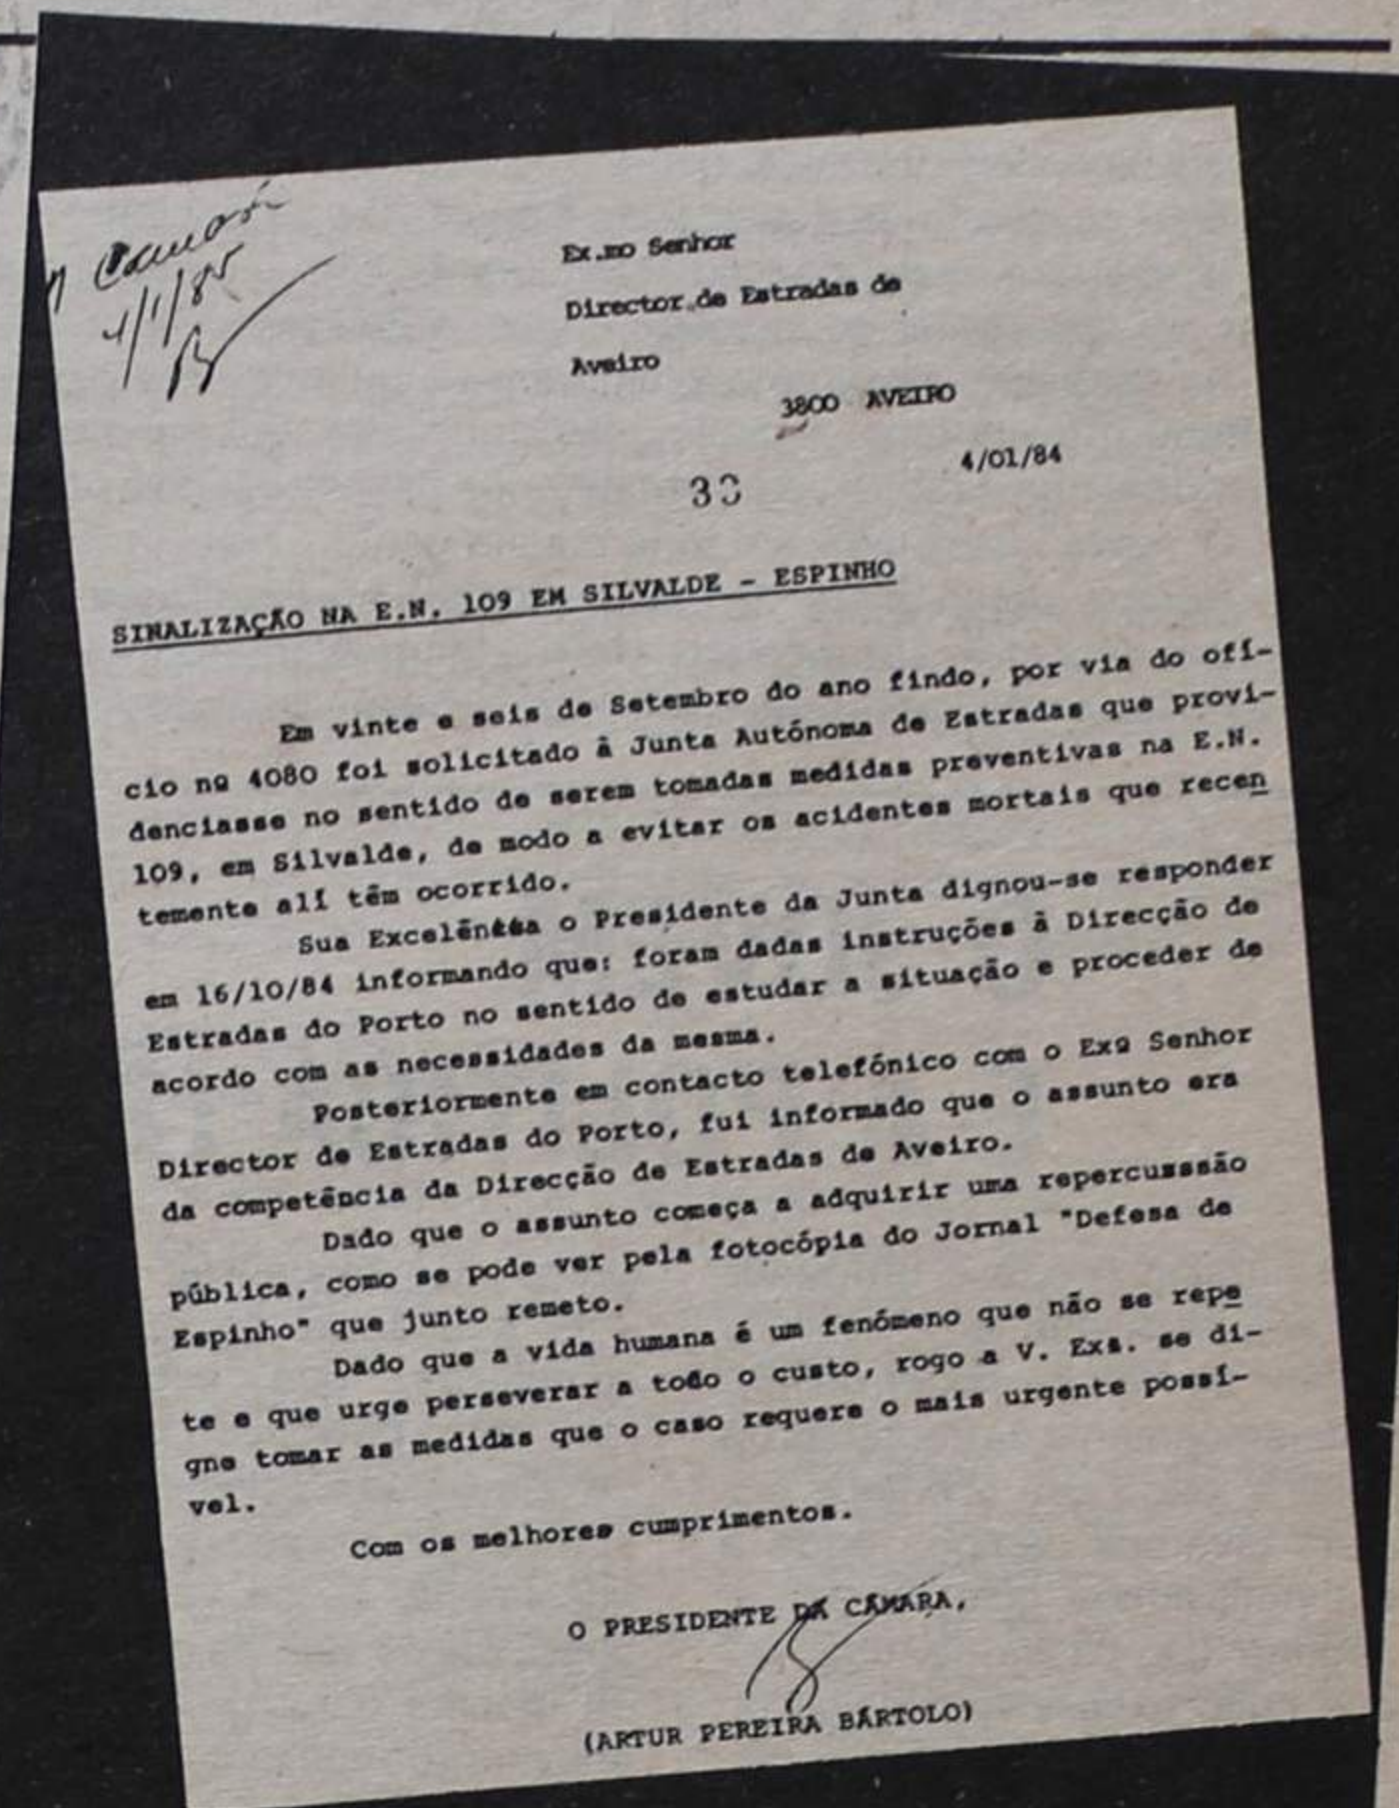 Camara
4/1/85
Ex.mo Senhor
Director de Estradas de
Aveiro
3800 AVEIRO
4/01/84
33
SINALIZAÇÃO NA E.N. 109 EM SILVALDE - ESPINHO
Em vinte e seis de Setembro do ano findo, por via do ofí-
cio nº 4080 foi solicitado à Junta Autónoma de Estradas que provi-
denciasse no sentido de serem tomadas medidas preventivas na E.N.
109, em Silvalde, de modo a evitar os acidentes mortais que recen
temente alí têm ocorrido.
Sua Excelência o Presidente da Junta dignou-se responder
em 16/10/84 informando que: foram dadas instruções à Direcção de
Estradas do Porto no sentido de estudar a situação e proceder de
acordo com as necessidades da mesma.
Posteriormente em contacto telefónico com o Exº Senhor
Director de Estradas do Porto, fui informado que o assunto era
da competência da Direcção de Estradas de Aveiro.
Dado que o assunto começa a adquirir uma repercusssão
pública, como se pode ver pela fotocópia do Jornal "Defesa de
Espinho" que junto remeto.
Dado que a vida humana é um fenómeno que não se repe
te e que urge perseverar a todo o custo, rogo a V. Exª. se di-
gne tomar as medidas que o caso requere o mais urgente possí-
vel.
Com os melhores cumprimentos.
O PRESIDENTE DA CÂMARA,
(ARTUR PEREIRA BÁRTOLO)